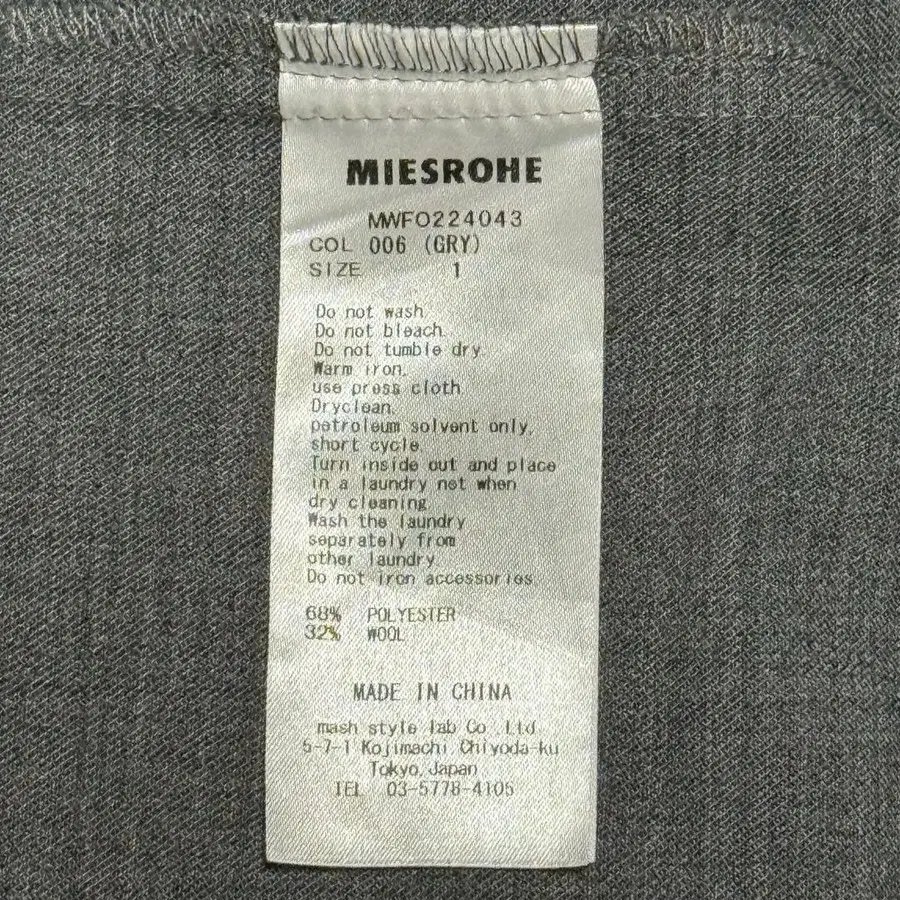 MIESROHE
MWFO224043
COL 006 (GRY)
SIZE 1
Do not wash
Do not bleach.
Do not tumble dry
Warm iron.
use press cloth
Dryclean.
petroleum solvent only.
short cycle.
Turn inside out and place
in a laundry net when
dry cleaning
Wash the laundry
separately from
other laundry.
Do not iron accessories
68% POLYESTER
32% WOOL
MADE IN CHINA
mash style lab Co.,Ltd
5-7-1 Kojimachi Chiyoda-ku
Tokyo,Japan
TEL 03-5778-4105